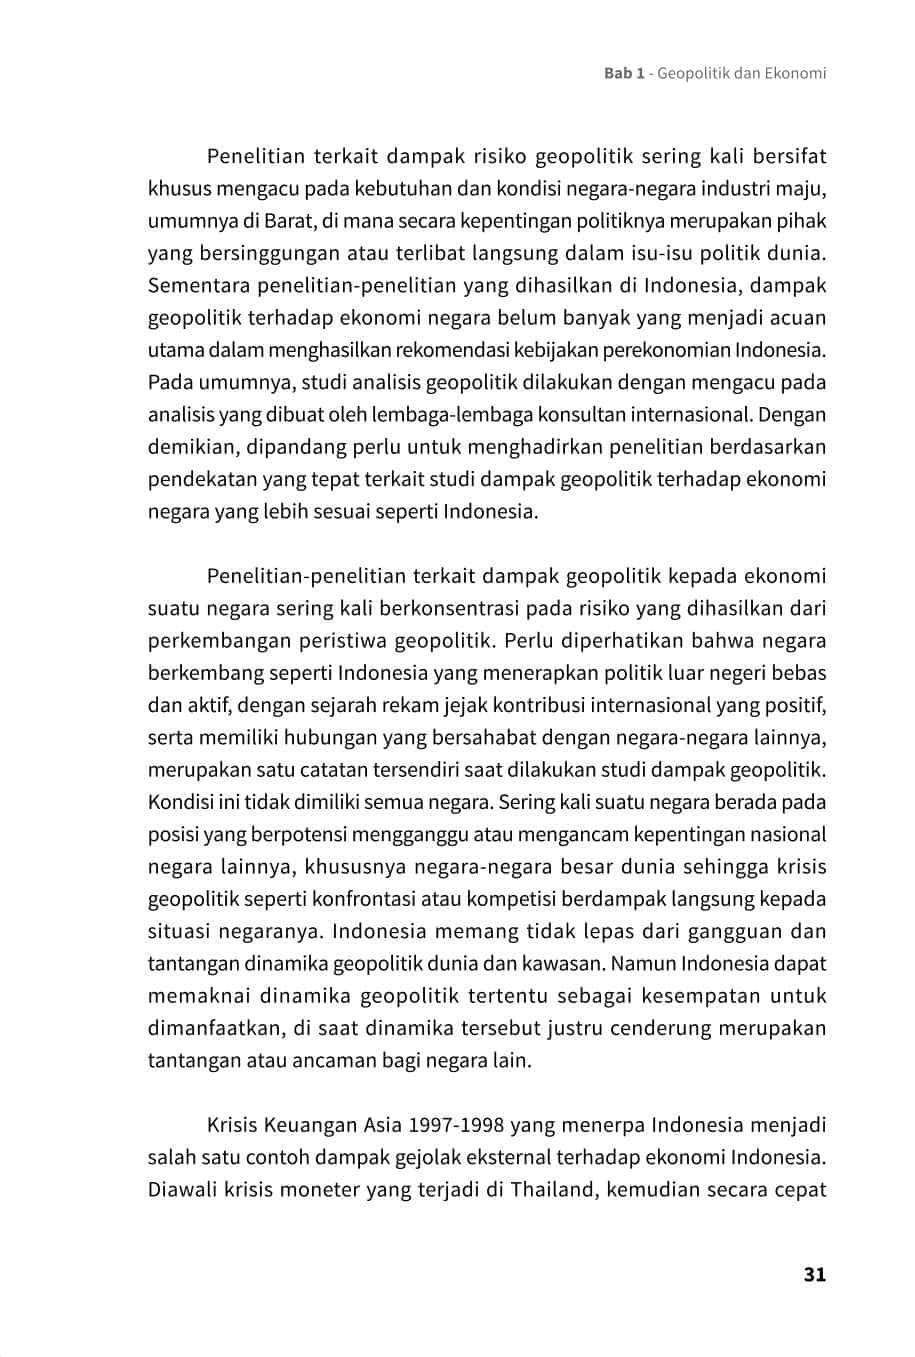 Bab 1 - Geopolitik dan Ekonomi
Penelitian terkait dampak risiko geopolitik sering kali bersifat
khusus mengacu pada kebutuhan dan kondisi negara-negara industri maju,
umumnya di Barat, di mana secara kepentingan politiknya merupakan pihak
yang bersinggungan atau terlibat langsung dalam isu-isu politik dunia.
Sementara penelitian-penelitian yang dihasilkan di Indonesia, dampak
geopolitik terhadap ekonomi negara belum banyak yang menjadi acuan
utama dalam menghasilkan rekomendasi kebijakan perekonomian Indonesia.
Pada umumnya, studi analisis geopolitik dilakukan dengan mengacu pada
analisis yang dibuat oleh lembaga-lembaga konsultan internasional. Dengan
demikian, dipandang perlu untuk menghadirkan penelitian berdasarkan
pendekatan yang tepat terkait studi dampak geopolitik terhadap ekonomi
negara yang lebih sesuai seperti Indonesia.
Penelitian-penelitian terkait dampak geopolitik kepada ekonomi
suatu negara sering kali berkonsentrasi pada risiko yang dihasilkan dari
perkembangan peristiwa geopolitik. Perlu diperhatikan bahwa negara
berkembang seperti Indonesia yang menerapkan politik luar negeri bebas
dan aktif, dengan sejarah rekam jejak kontribusi internasional yang positif,
serta memiliki hubungan yang bersahabat dengan negara-negara lainnya,
merupakan satu catatan tersendiri saat dilakukan studi dampak geopolitik.
Kondisi ini tidak dimiliki semua negara. Sering kali suatu negara berada pada
posisi yang berpotensi mengganggu atau mengancam kepentingan nasional
negara lainnya, khususnya negara-negara besar dunia sehingga krisis
geopolitik seperti konfrontasi atau kompetisi berdampak langsung kepada
situasi negaranya. Indonesia memang tidak lepas dari gangguan dan
tantangan dinamika geopolitik dunia dan kawasan. Namun Indonesia dapat
memaknai dinamika geopolitik tertentu sebagai kesempatan untuk
dimanfaatkan, di saat dinamika tersebut justru cenderung merupakan
tantangan atau ancaman bagi negara lain.
Krisis Keuangan Asia 1997-1998 yang menerpa Indonesia menjadi
salah satu contoh dampak gejolak eksternal terhadap ekonomi Indonesia.
Diawali krisis moneter yang terjadi di Thailand, kemudian secara cepat
31